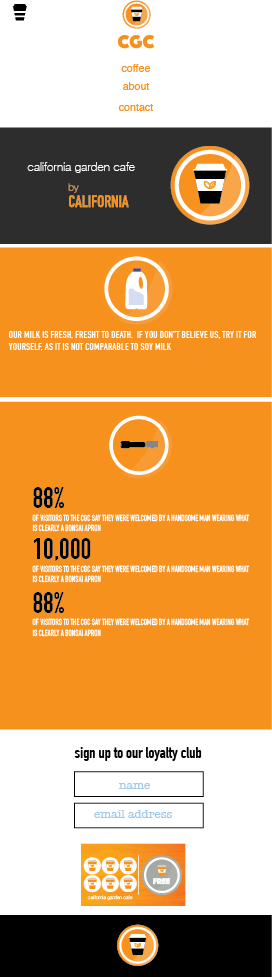 CGC
coffee
about
contact
california garden cafe
by
CALIFORNIA
OUR MILK IS FRESH, FRESHT TO DEATH.  IF YOU DON"T BELIEVE US, TRY IT FOR
YOURSELF, AS IT IS NOT COMPARABLE TO SOY MILK
88%
OF VISITORS TO THE CGC SAY THEY WERE WELCOMED BY A HANDSOME MAN WEARING WHAT
IS CLEARLY A BONSAI APRON
10,000
OF VISITORS TO THE CGC SAY THEY WERE WELCOMED BY A HANDSOME MAN WEARING WHAT
IS CLEARLY A BONSAI APRON
88%
OF VISITORS TO THE CGC SAY THEY WERE WELCOMED BY A HANDSOME MAN WEARING WHAT
IS CLEARLY A BONSAI APRON
sign up to our loyalty club
name
email address
FREE
california garden cafe